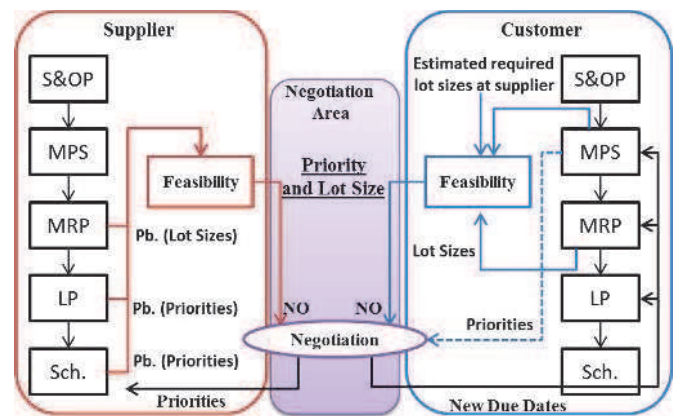 Supplier
S&OP
MPS
MRP
LP
Sch.
Feasibility
Pb. (Lot Sizes)
Pb. (Priorities)
Pb. (Priorities)
Priorities
Negotiation
Area
Priority
and Lot Size
NO
NO
Negotiation
Customer
Estimated required
lot sizes at supplier
Feasibility
Lot Sizes
Priorities
S&OP
MPS
MRP
LP
Sch.
New Due Dates